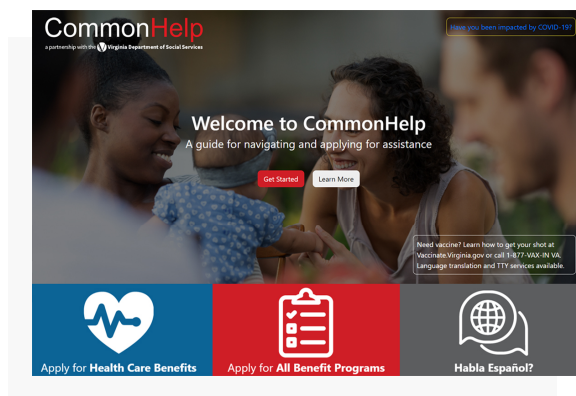 CommonHelp
a partnership with the Virginia Department of Social Services
Have you been impacted by COVID-19?
Welcome to CommonHelp
A guide for navigating and applying for assistance
Get Started Learn More
Need vaccine? Learn how to get your shot at
Vaccinate.Virginia.gov or call 1-877-VAX-IN VA.
Language translation and TTY services available.
Apply for Health Care Benefits
Apply for All Benefit Programs
Habla Español?